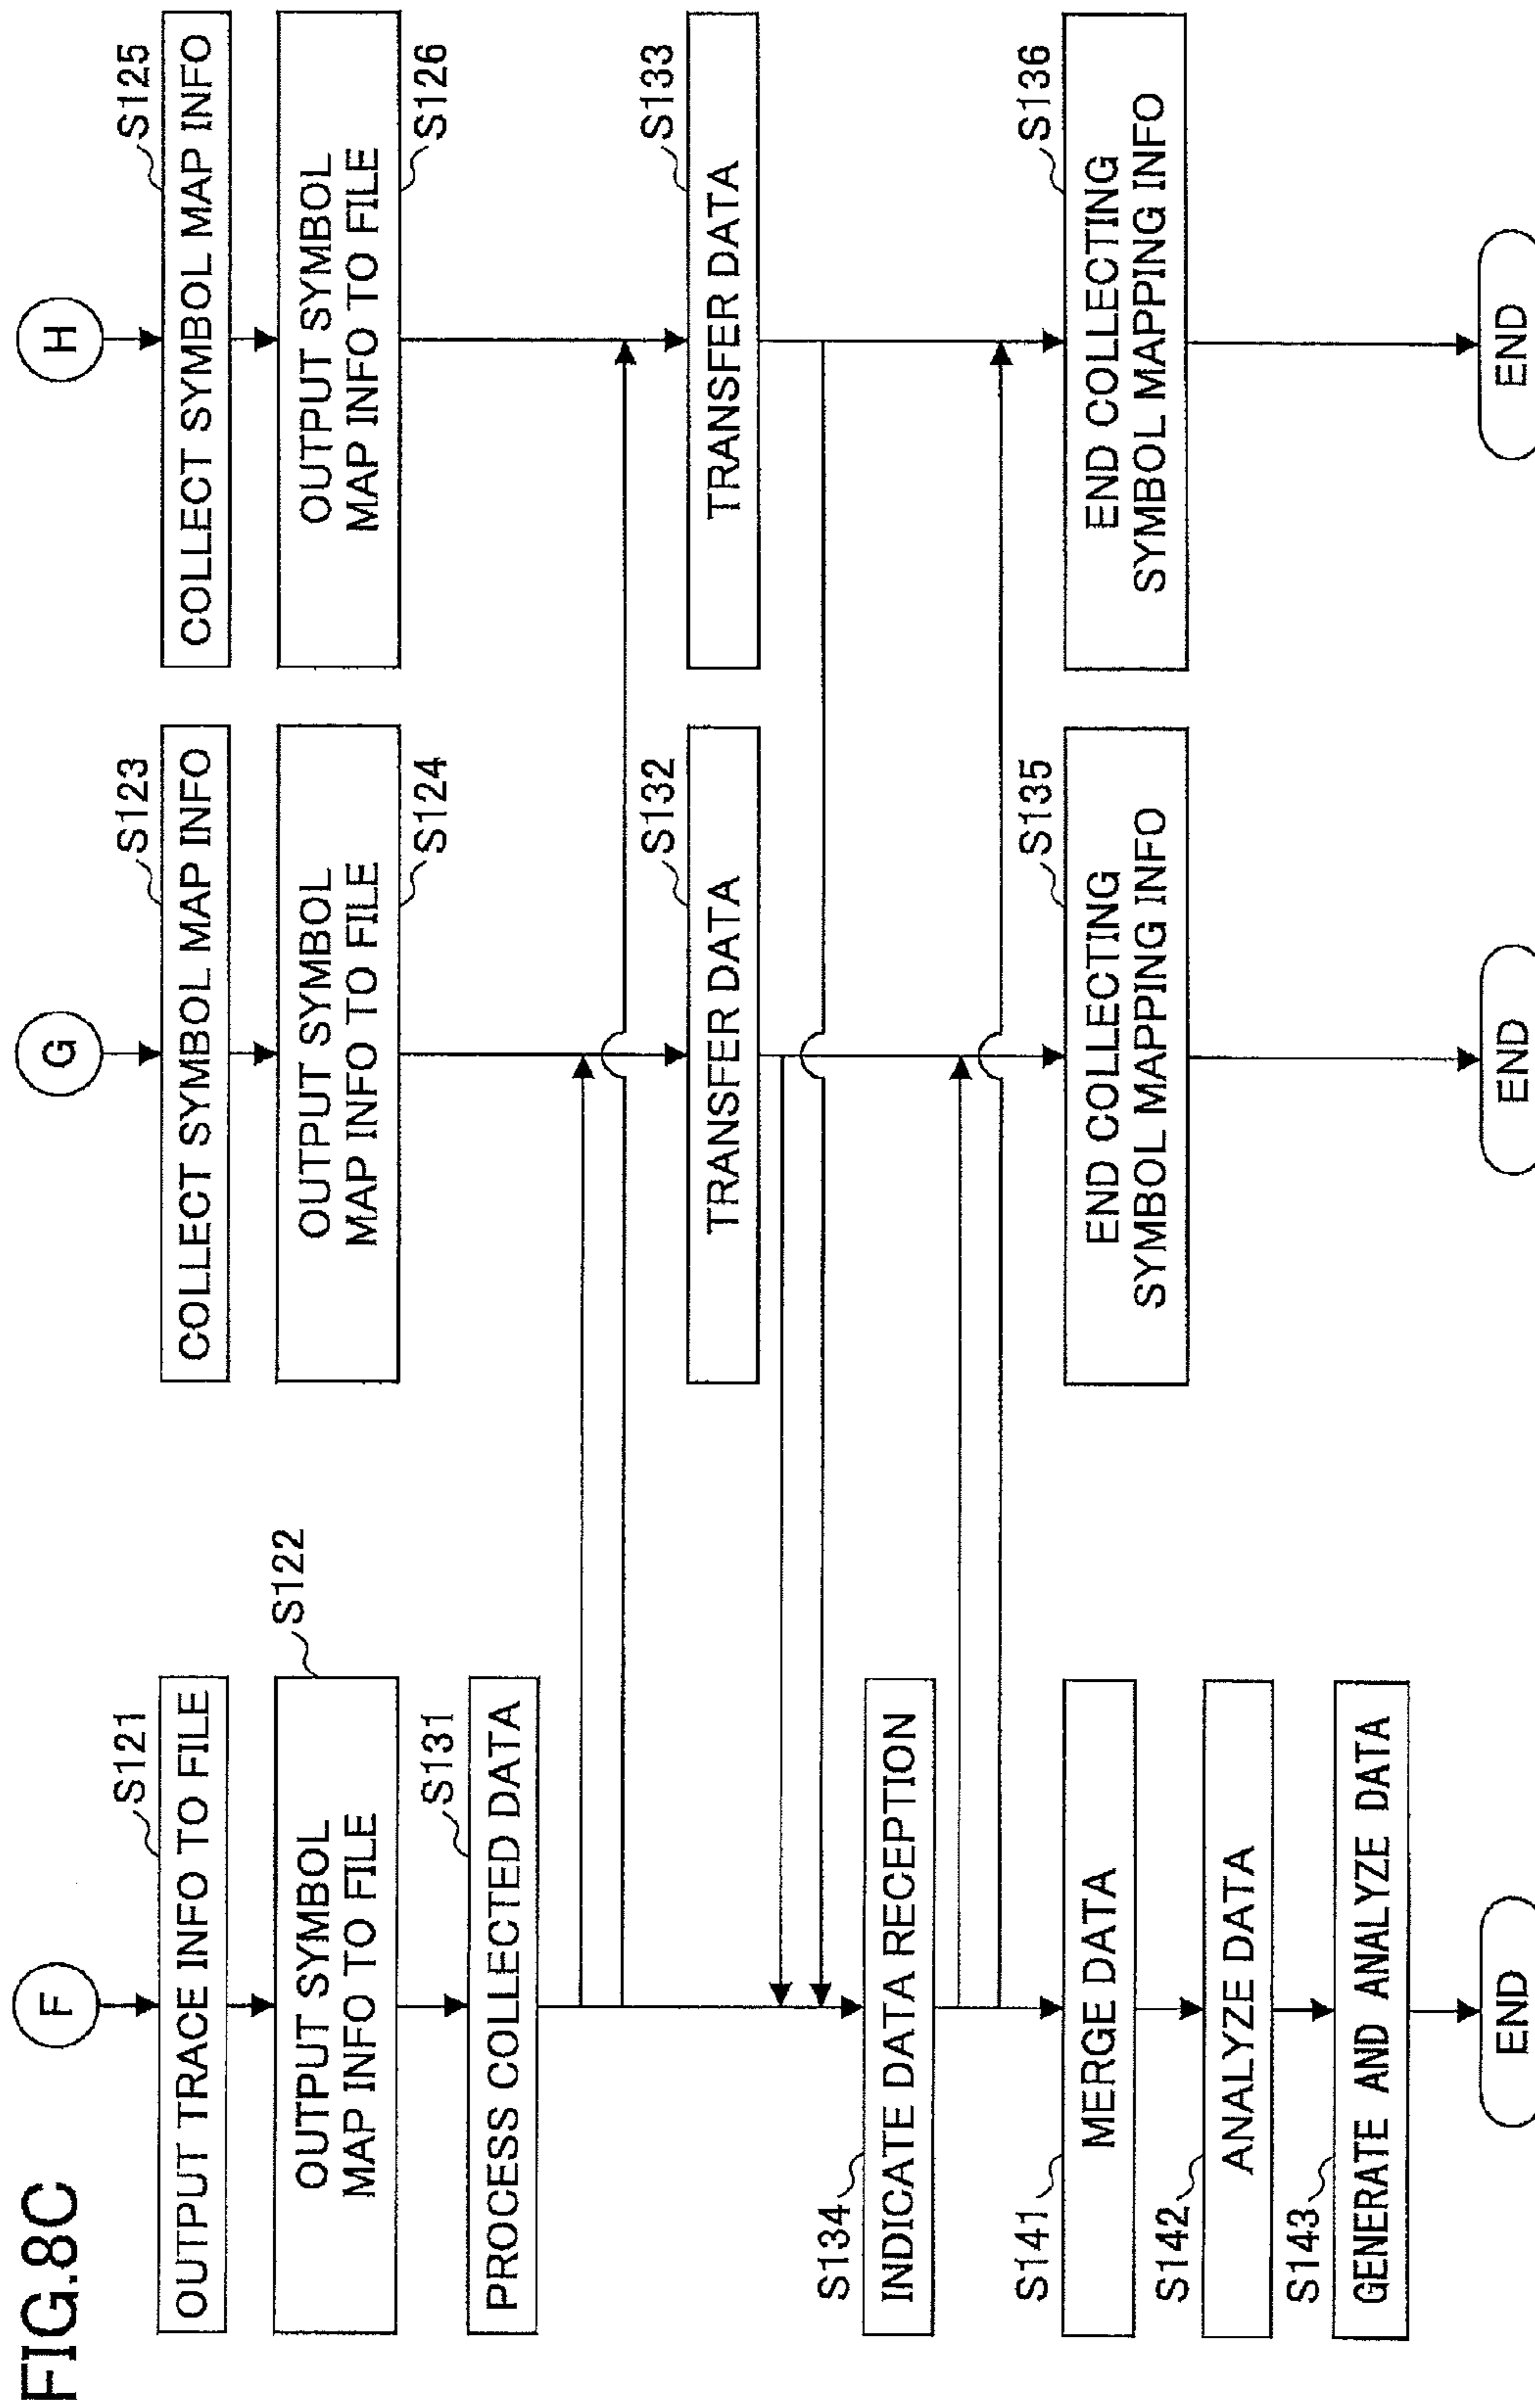 FIG.8C
F
S121
OUTPUT TRACE INFO TO FILE
S122
OUTPUT SYMBOL
MAP INFO TO FILE
S131
PROCESS COLLECTED DATA
S134
INDICATE DATA RECEPTION
S141
MERGE DATA
S142
ANALYZE DATA
S143
GENERATE AND ANALYZE DATA
END
G
S123
COLLECT SYMBOL MAP INFO
S124
OUTPUT SYMBOL
MAP INFO TO FILE
S132
TRANSFER DATA
S135
END COLLECTING
SYMBOL MAPPING INFO
END
H
S125
COLLECT SYMBOL MAP INFO
S126
OUTPUT SYMBOL
MAP INFO TO FILE
S133
TRANSFER DATA
S136
END COLLECTING
SYMBOL MAPPING INFO
END